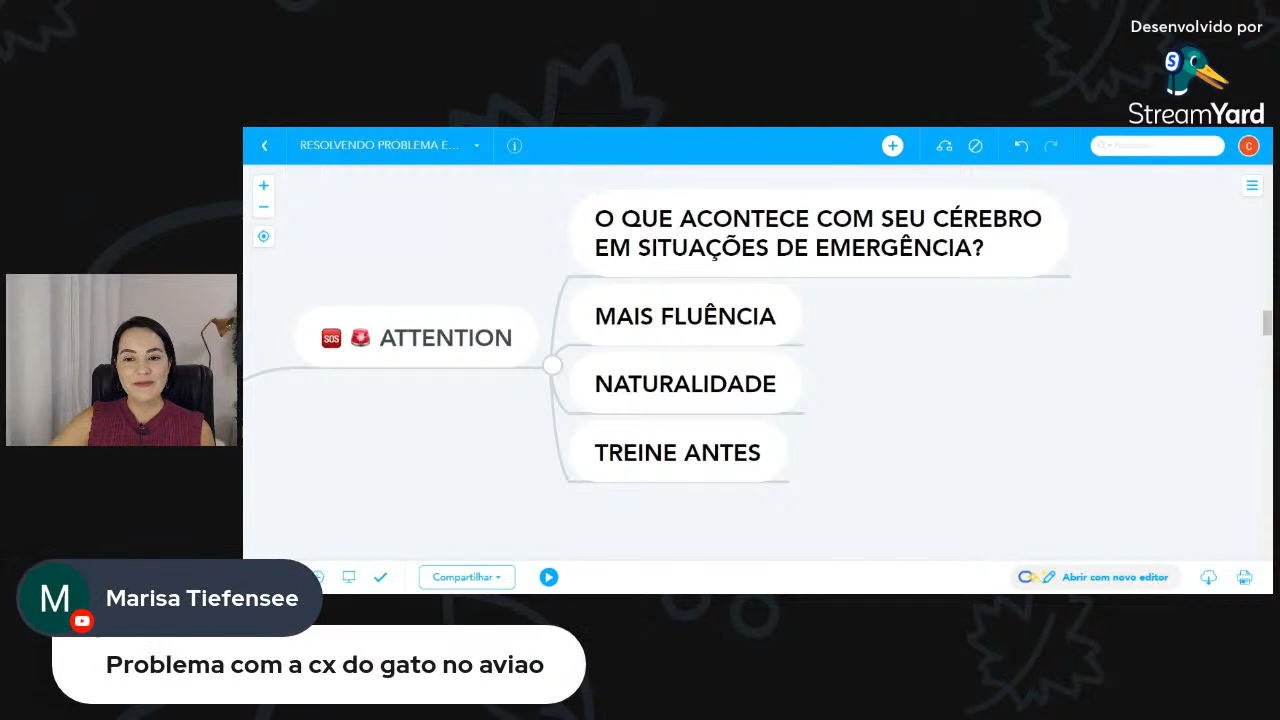 Desenvolvido por
S
StreamYard
RESOLVENDO PROBLEMA E...
C
O QUE ACONTECE COM SEU CÉREBRO
EM SITUAÇÕES DE EMERGÊNCIA?
SOS ATTENTION
MAIS FLUÊNCIA
NATURALIDADE
TREINE ANTES
Compartilhar
Abrir com novo editor
M
Marisa Tiefensee
Problema com a cx do gato no aviao